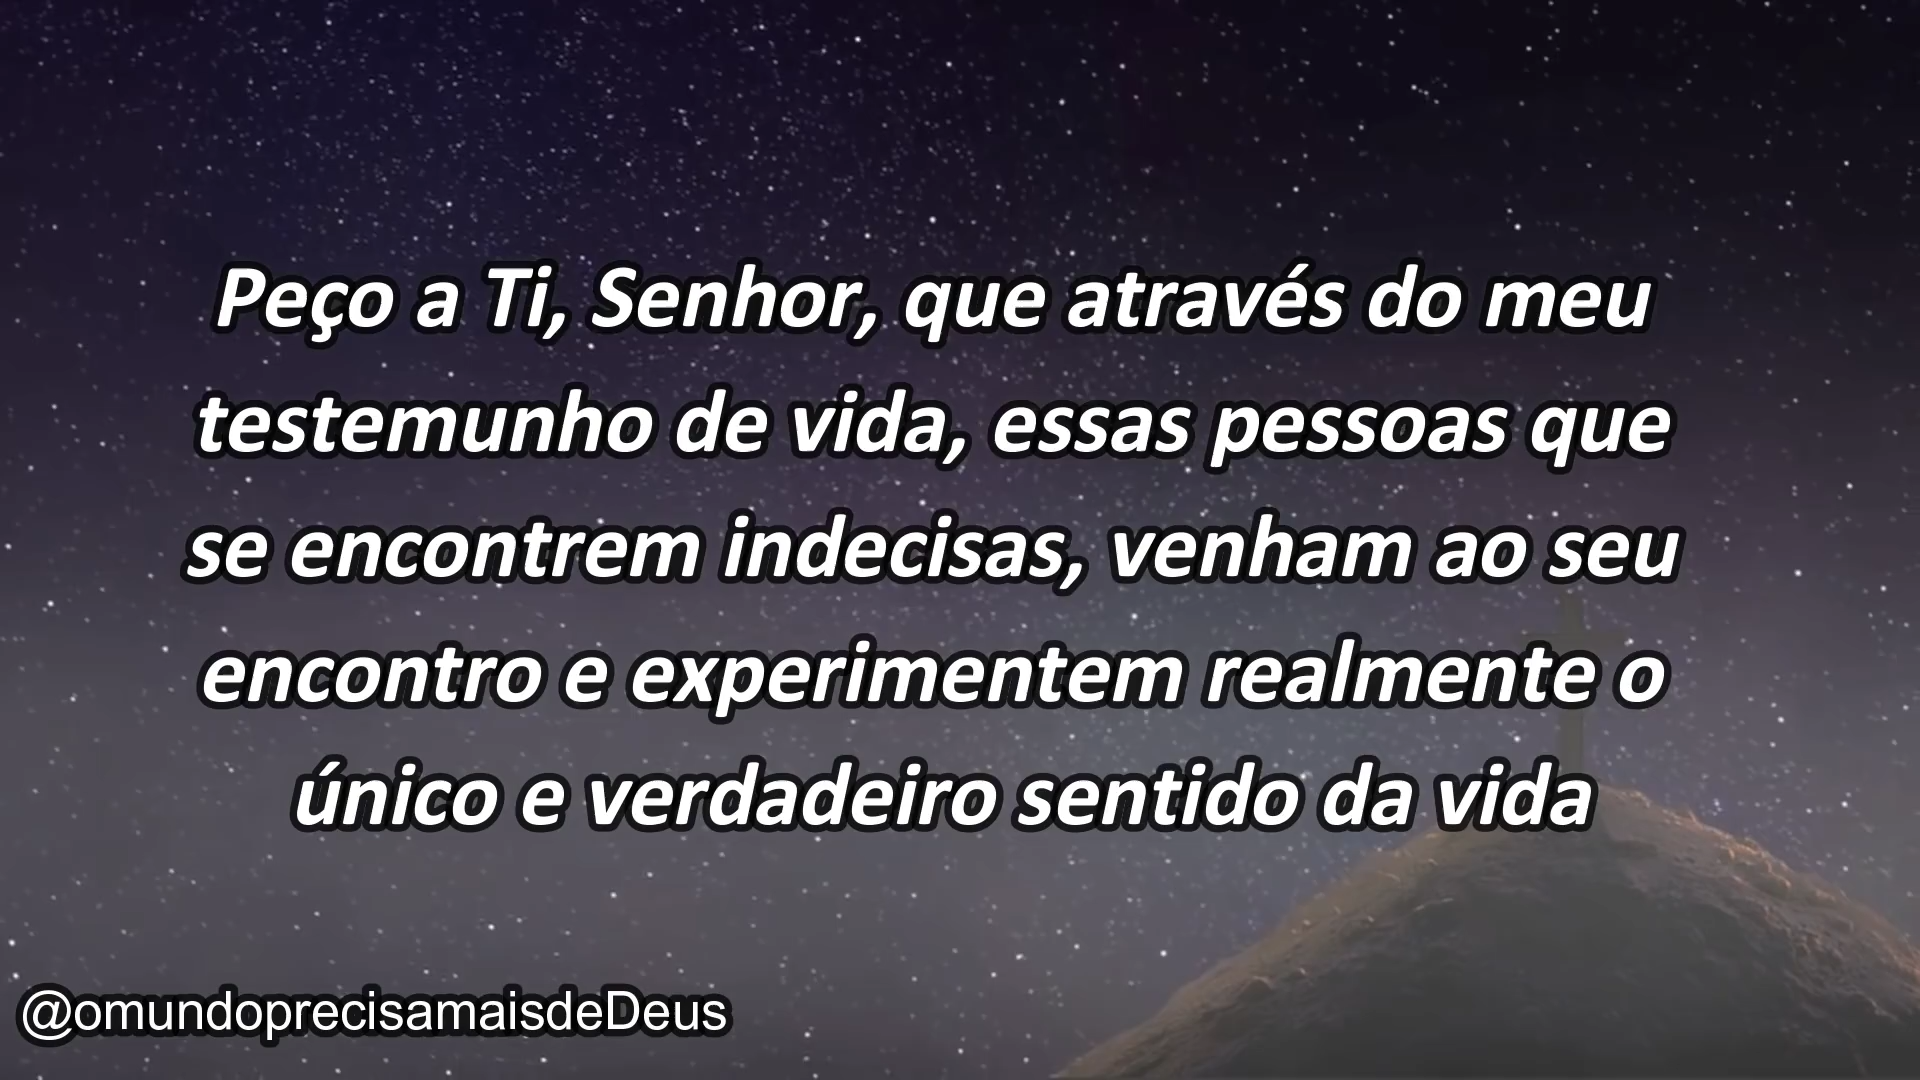 Peço a Ti, Senhor, que através do meu
testemunho de vida, essas pessoas que
se encontrem indecisas, venham ao seu
encontro e experimentem realmente o
único e verdadeiro sentido da vida
@omundoprecisamaisdeDeus